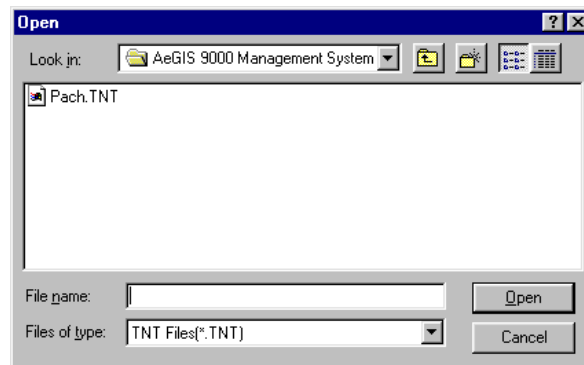 Open
Look in: AeGIS 9000 Management System
Pach.TNT
File name: Open
Files of type: TNT Files(*.TNT) Cancel